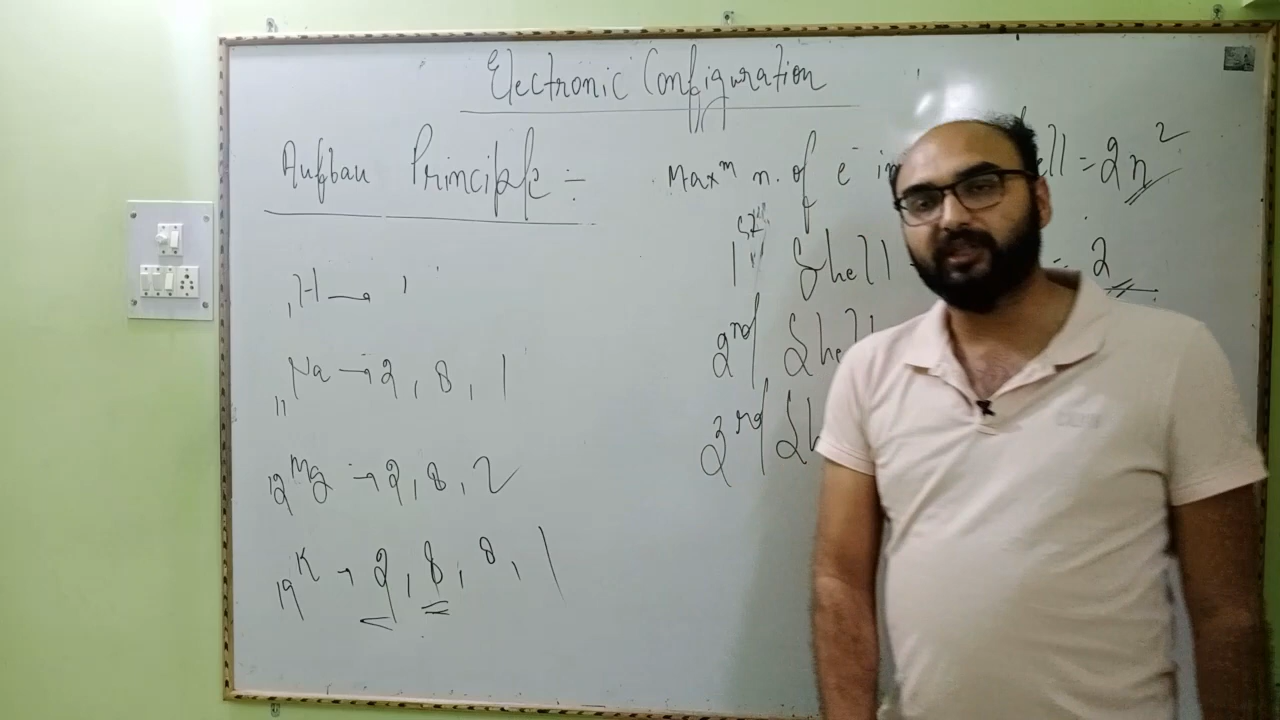 Electronic Configuration
Aufbau Principle :-
1H → 1
11Na → 2, 8, 1
12Mg → 2, 8, 2
19K → 2, 8, 8, 1
Maxm n. of e- in ell = 2n2
1st Shell = 2
2nd Shell
3rd Sh